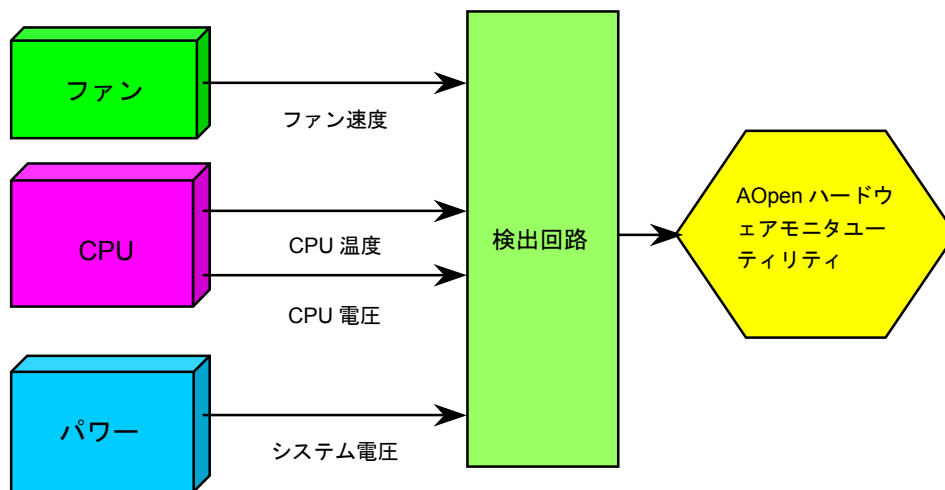 ファン
ファン速度
CPU
CPU 温度
CPU 電圧
パワー
システム電圧
検出回路
AOpen ハードウ
ェアモニタユー
ティリティ